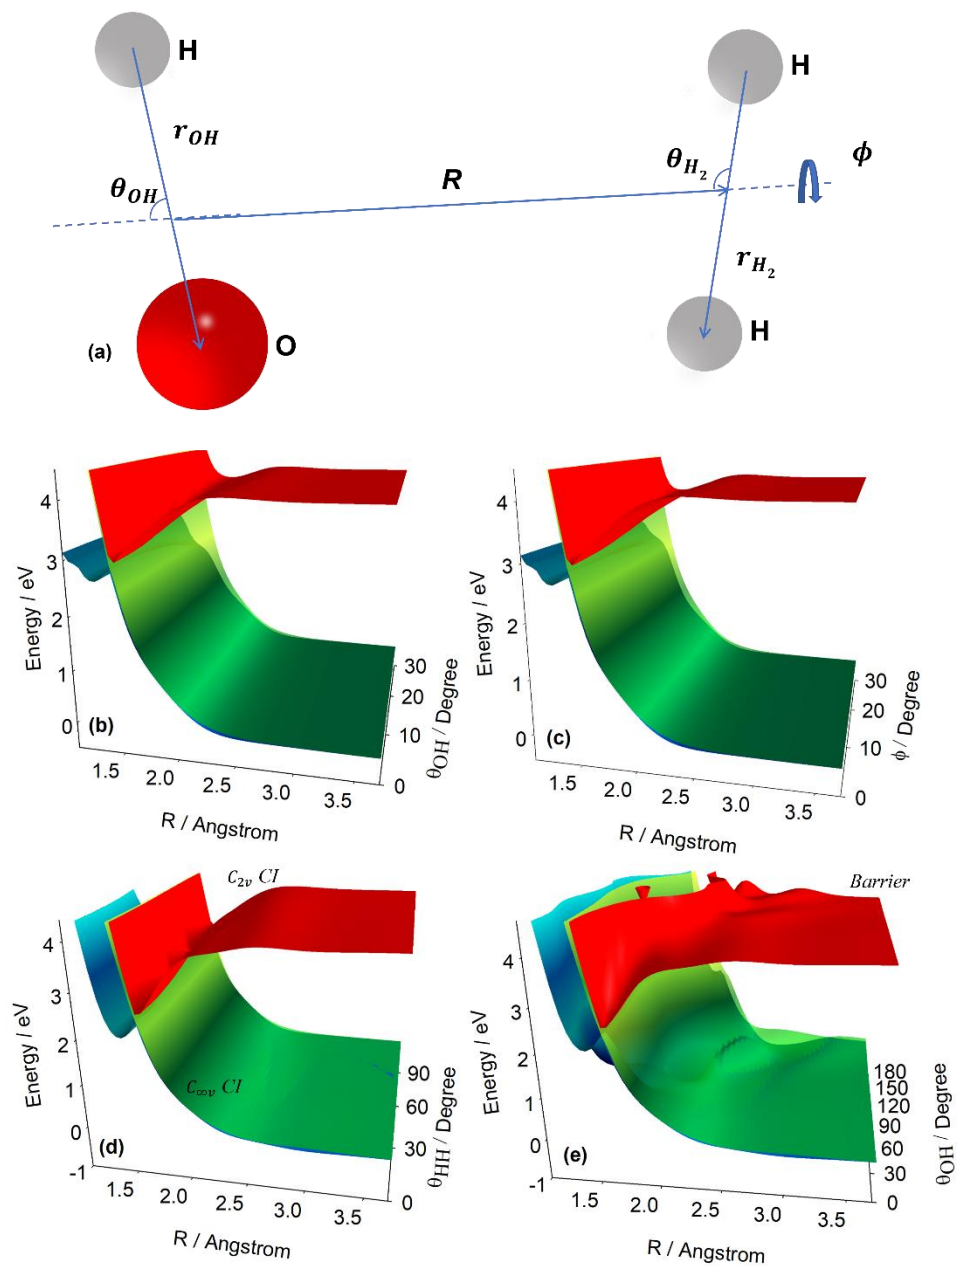 H
H
r_OH
θ_OH
R
θ_H₂
ϕ
r_H₂
H
O
(a)
4
3
2
1
0
Energy / eV
(b)
1.5
2.0
2.5
3.0
3.5
R / Angstrom
30
20
10
0
θOH / Degree
4
3
2
1
0
Energy / eV
(c)
1.5
2.0
2.5
3.0
3.5
R / Angstrom
30
20
10
0
ϕ / Degree
C₂ᵥ CI
C∞ᵥ CI
4
3
2
1
0
-1
Energy / eV
(d)
1.5
2.0
2.5
3.0
3.5
R / Angstrom
90
60
30
0
θHH / Degree
Barrier
4
3
2
1
0
-1
Energy / eV
(e)
1.5
2.0
2.5
3.0
3.5
R / Angstrom
180
150
120
90
60
30
0
θOH / Degree